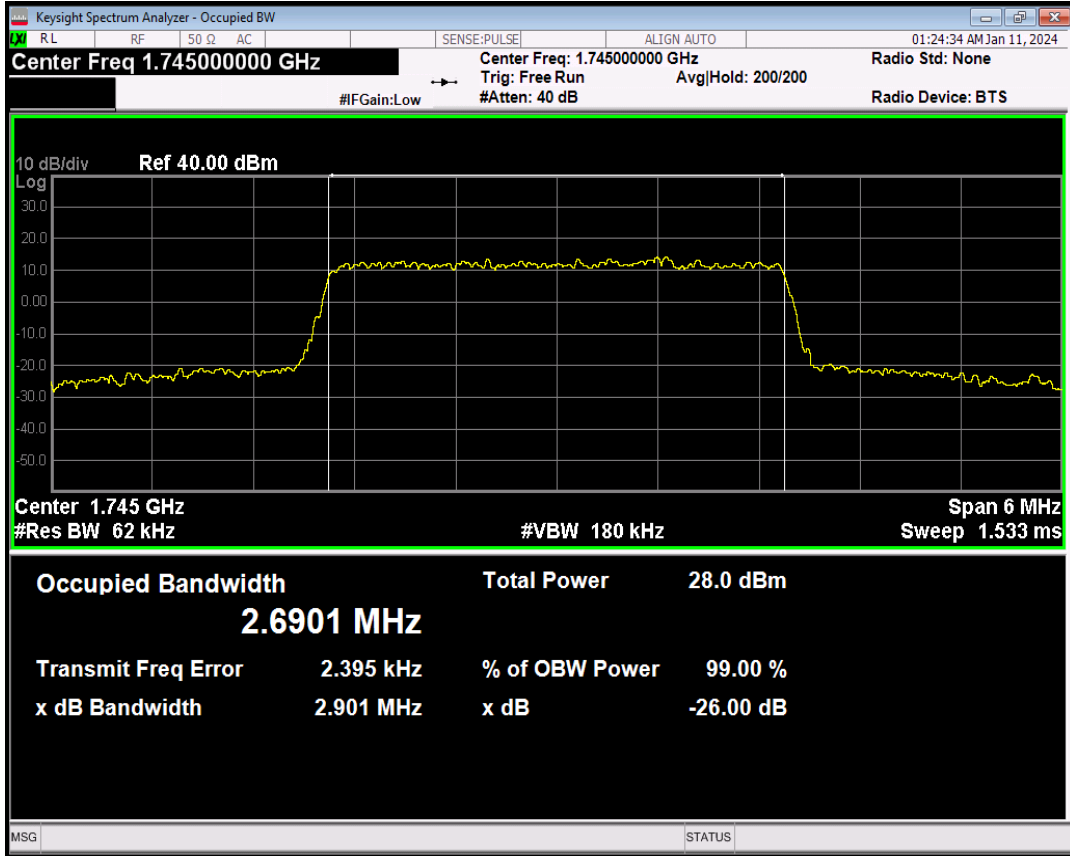 Keysight Spectrum Analyzer - Occupied BW
LXI RL RF 50 Ω AC SENSE:PULSE ALIGN AUTO 01:24:34 AM Jan 11, 2024
Center Freq 1.745000000 GHz Center Freq: 1.745000000 GHz Radio Std: None
Trig: Free Run Avg|Hold: 200/200
#IFGain:Low #Atten: 40 dB Radio Device: BTS
10 dB/div Ref 40.00 dBm
Log
30.0
20.0
10.0
0.00
-10.0
-20.0
-30.0
-40.0
-50.0
Center 1.745 GHz Span 6 MHz
#Res BW 62 kHz #VBW 180 kHz Sweep 1.533 ms
Occupied Bandwidth Total Power 28.0 dBm
2.6901 MHz
Transmit Freq Error 2.395 kHz % of OBW Power 99.00 %
x dB Bandwidth 2.901 MHz x dB -26.00 dB
MSG STATUS